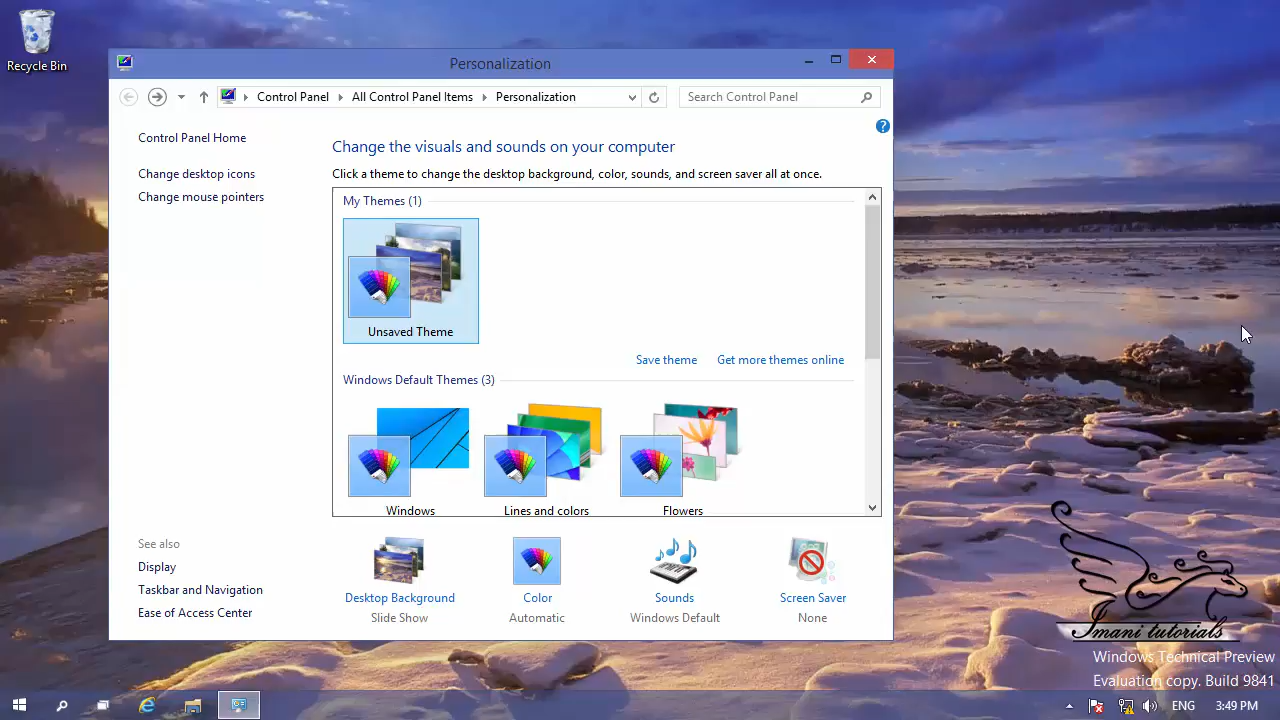 Recycle Bin
Personalization
Control Panel
All Control Panel Items
Personalization
Search Control Panel
Control Panel Home
Change desktop icons
Change mouse pointers
Change the visuals and sounds on your computer
Click a theme to change the desktop background, color, sounds, and screen saver all at once.
My Themes (1)
Unsaved Theme
Save theme
Get more themes online
Windows Default Themes (3)
Windows
Lines and colors
Flowers
See also
Display
Taskbar and Navigation
Ease of Access Center
Desktop Background
Slide Show
Color
Automatic
Sounds
Windows Default
Screen Saver
None
Imani tutorials
Windows Technical Preview
Evaluation copy. Build 9841
ENG
3:49 PM